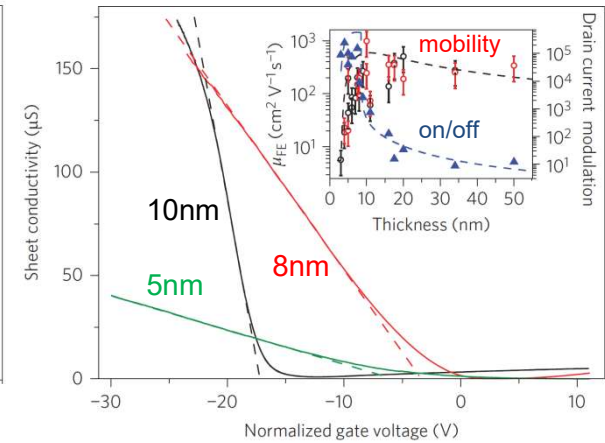 Sheet conductivity (μS)
150
100
50
0
−30
−20
−10
0
10
Normalized gate voltage (V)
10nm
8nm
5nm
μFE (cm² V⁻¹s⁻¹)
10³
10²
10¹
mobility
on/off
10⁵
10⁴
10³
10²
10¹
Drain current modulation
0
10
20
30
40
50
Thickness (nm)